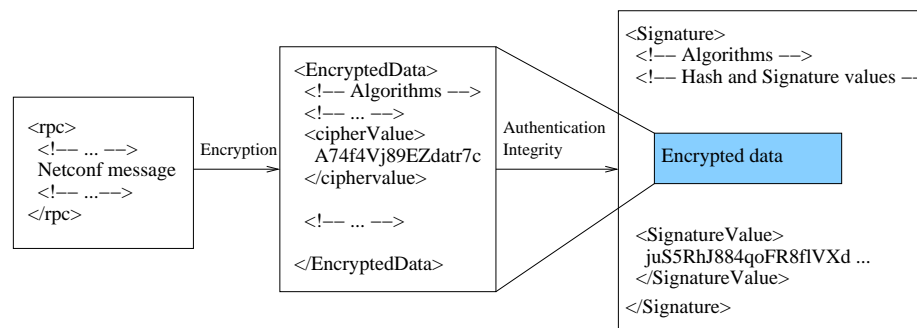 <rpc>
<!−− ... −−>
Netconf message
<!−− ...−−>
</rpc>
Encryption
<EncryptedData>
<!−− Algorithms −−>
<!−− ... −−>
<cipherValue>
A74f4Vj89EZdatr7c
</ciphervalue>
<!−− ... −−>
</EncryptedData>
Authentication
Integrity
<Signature>
<!−− Algorithms −−>
<!−− Hash and Signature values −
Encrypted data
<SignatureValue>
juS5RhJ884qoFR8flVXd ...
</SignatureValue>
</Signature>